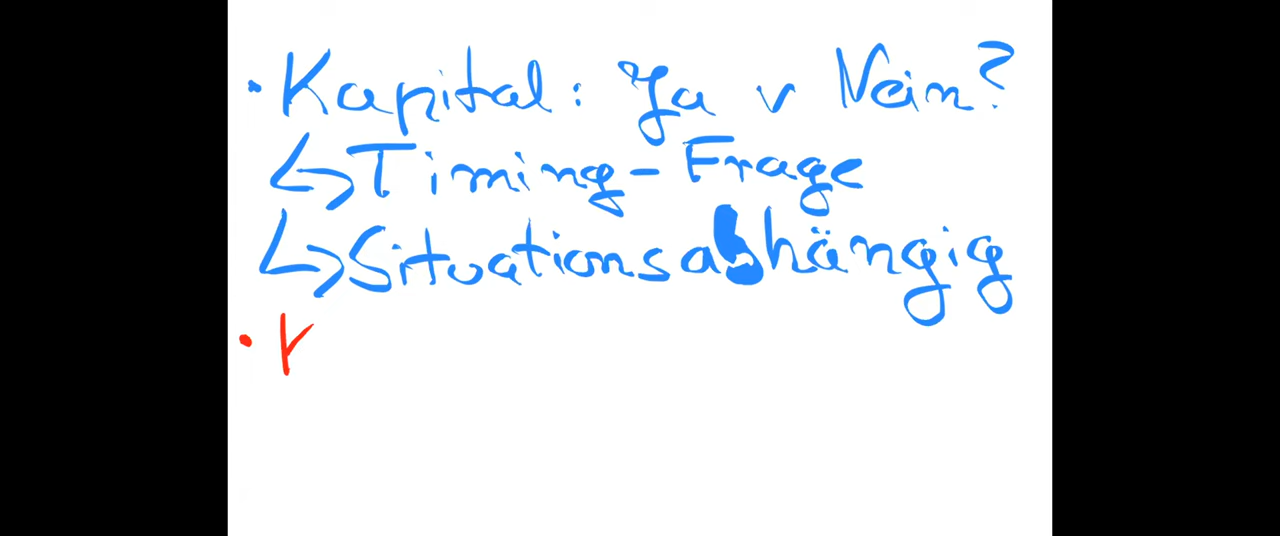 • Kapital: Ja v Nein?
↳ Timing-Frage
↳ Situationsabhängig
•